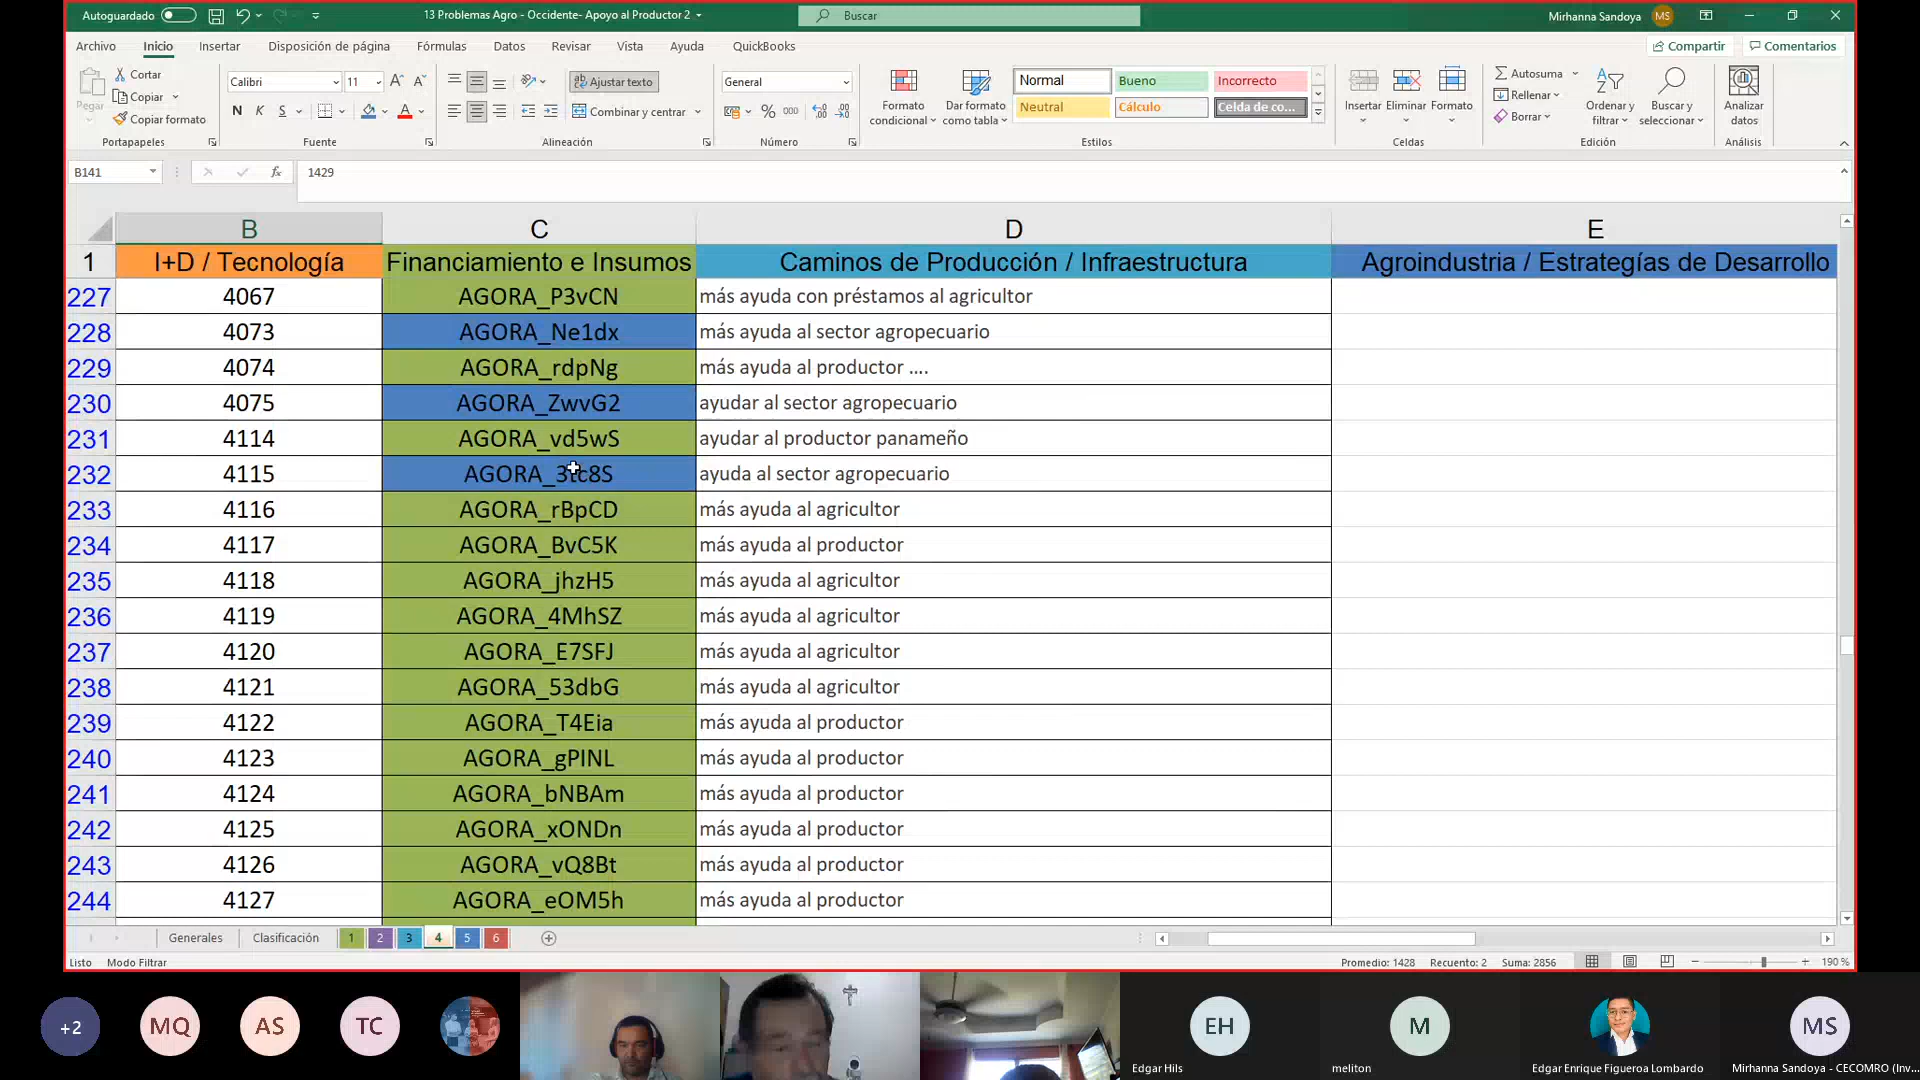 Autoguardado
13 Problemas Agro - Occidente- Apoyo al Productor 2
Buscar
Mirhanna Sandoya
MS
Archivo Inicio Insertar Disposición de página Fórmulas Datos Revisar Vista Ayuda QuickBooks
Compartir Comentarios
Pegar
Cortar
Copiar
Copiar formato
Portapapeles
Calibri 11
N K S
Fuente
Ajustar texto
Combinar y centrar
Alineación
General
% 000
Número
Formato condicional
Dar formato como tabla
Normal Bueno Incorrecto
Neutral Cálculo Celda de co...
Estilos
Insertar Eliminar Formato
Celdas
Autosuma
Rellenar
Borrar
Ordenar y filtrar
Buscar y seleccionar
Edición
Analizar datos
Análisis
B141 fx 1429
B C D E
1 I+D / Tecnología Financiamiento e Insumos Caminos de Producción / Infraestructura Agroindustria / Estrategías de Desarrollo
227 4067 AGORA_P3vCN más ayuda con préstamos al agricultor
228 4073 AGORA_Ne1dx más ayuda al sector agropecuario
229 4074 AGORA_rdpNg más ayuda al productor ....
230 4075 AGORA_ZwvG2 ayudar al sector agropecuario
231 4114 AGORA_vd5wS ayudar al productor panameño
232 4115 AGORA_3tc8S ayuda al sector agropecuario
233 4116 AGORA_rBpCD más ayuda al agricultor
234 4117 AGORA_BvC5K más ayuda al productor
235 4118 AGORA_jhzH5 más ayuda al agricultor
236 4119 AGORA_4MhSZ más ayuda al agricultor
237 4120 AGORA_E7SFJ más ayuda al agricultor
238 4121 AGORA_53dbG más ayuda al agricultor
239 4122 AGORA_T4Eia más ayuda al productor
240 4123 AGORA_gPINL más ayuda al productor
241 4124 AGORA_bNBAm más ayuda al productor
242 4125 AGORA_xONDn más ayuda al productor
243 4126 AGORA_vQ8Bt más ayuda al productor
244 4127 AGORA_eOM5h más ayuda al productor
Generales Clasificación 1 2 3 4 5 6
Listo Modo Filtrar
Promedio: 1428 Recuento: 2 Suma: 2856
190 %
+2 MQ AS TC EH M MS
Edgar Hils meliton Edgar Enrique Figueroa Lombardo Mirhanna Sandoya - CECOMRO (Inv...